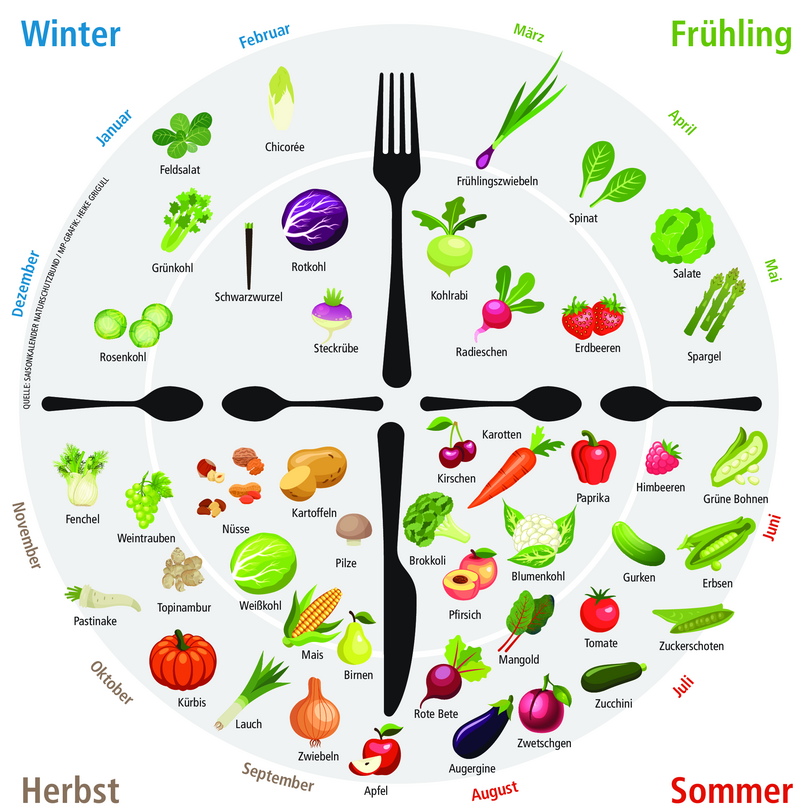 Winter
Februar
März
Frühling
Januar
April
Chicorée
Feldsalat
Frühlingszwiebeln
Spinat
Dezember
QUELLE: SAISONKALENDER NATURSCHUTZBUND / MP-GRAFIK: HEIKE GRIGULL
Grünkohl
Rotkohl
Salate
Mai
Schwarzwurzel
Kohlrabi
Steckrübe
Radieschen
Erdbeeren
Rosenkohl
Spargel
Karotten
Kirschen
Paprika
Himbeeren
Grüne Bohnen
Fenchel
Weintrauben
Nüsse
Kartoffeln
November
Juni
Pilze
Brokkoli
Blumenkohl
Gurken
Erbsen
Topinambur
Weißkohl
Pfirsich
Pastinake
Tomate
Zuckerschoten
Mais
Birnen
Mangold
Oktober
Juli
Kürbis
Lauch
Rote Bete
Zucchini
Zwiebeln
Zwetschgen
Augergine
September
Apfel
August
Herbst
Sommer